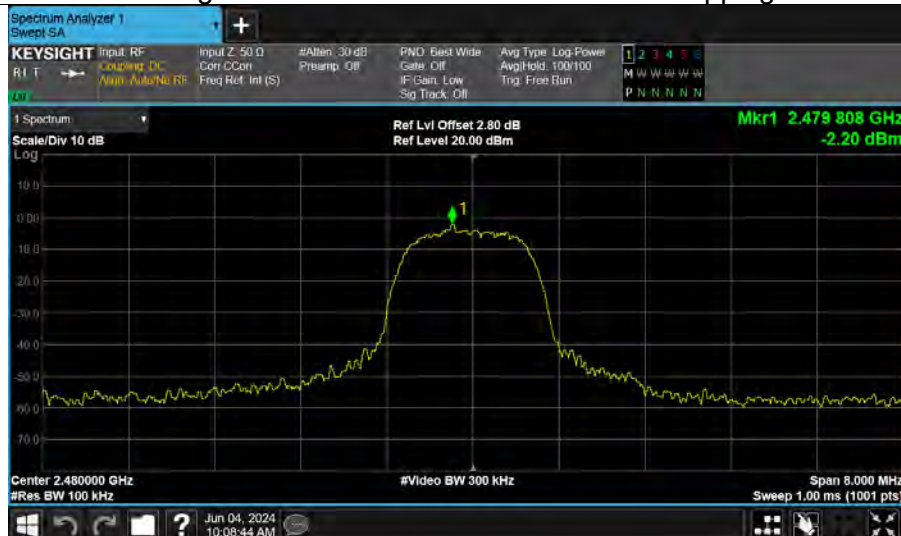 Spectrum Analyzer 1
Swept SA
+
KEYSIGHT Input: RF Input Z: 50 Ω #Atten: 30 dB PNO: Best Wide Avg Type: Log-Power 1 2 3 4 5 6
RL T Coupling: DC Corr CCorr Preamp: Off Gate: Off Avg|Hold: 100/100 M W W W W W
Align: Auto/No RF Freq Ref: Int (S) IF Gain: Low Trig: Free Run
Sig Track: Off P N N N N N
1 Spectrum Ref Lvl Offset 2.80 dB Mkr1 2.479 808 GHz
Scale/Div 10 dB Ref Level 20.00 dBm -2.20 dBm
Log
10.0
0.00
1
-10.0
-20.0
-30.0
-40.0
-50.0
-60.0
-70.0
Center 2.480000 GHz #Video BW 300 kHz Span 8.000 MHz
#Res BW 100 kHz Sweep 1.00 ms (1001 pts)
? Jun 04, 2024
10:08:44 AM